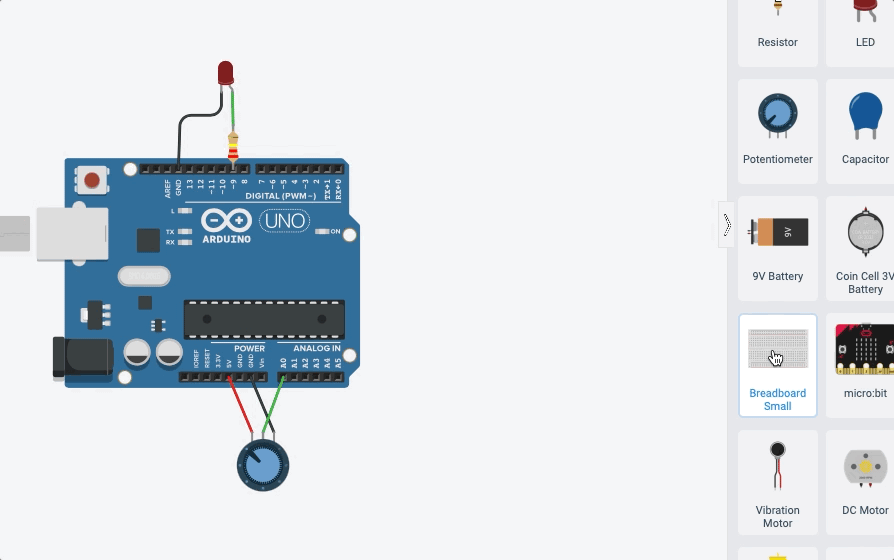 Resistor
LED
Potentiometer
Capacitor
9V
9V Battery
Coin Cell 3V
Battery
Breadboard
Small
micro:bit
Vibration
Motor
DC Motor
AREF
GND
13
12
~11
~10
~9
8
7
~6
~5
4
~3
2
TX→1
RX←0
DIGITAL (PWM~)
L
TX
RX
ARDUINO
UNO
ON
POWER
ANALOG IN
IOREF
RESET
3.3V
5V
GND
GND
Vin
A0
A1
A2
A3
A4
A5